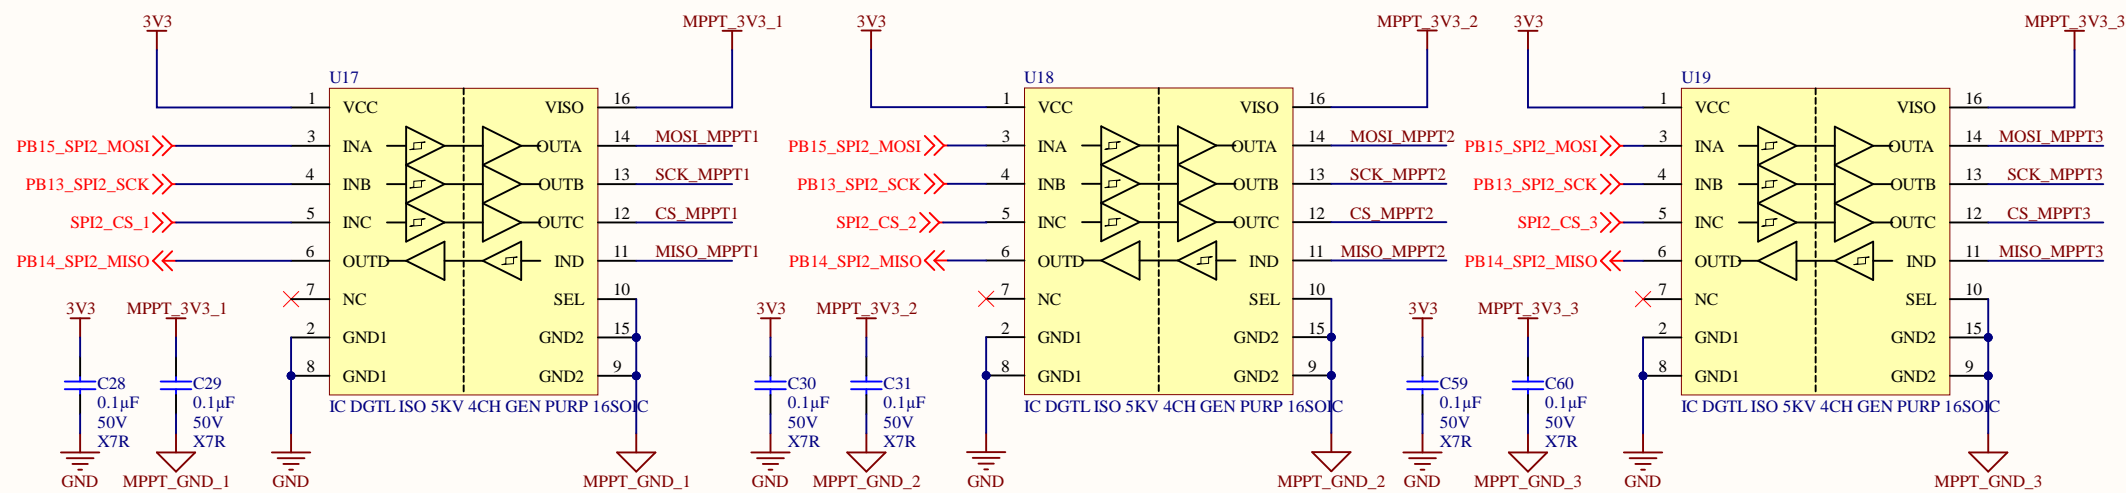 3V3
MPPT_3V3_1
U17
1 VCC VISO 16
PB15_SPI2_MOSI 3 INA OUTA 14 MOSI_MPPT1
PB13_SPI2_SCK 4 INB OUTB 13 SCK_MPPT1
SPI2_CS_1 5 INC OUTC 12 CS_MPPT1
PB14_SPI2_MISO 6 OUTD IND 11 MISO_MPPT1
7 NC SEL 10
2 GND1 GND2 15
8 GND1 GND2 9
IC DGTL ISO 5KV 4CH GEN PURP 16SOIC
3V3
C28
0.1µF
50V
X7R
GND
MPPT_3V3_1
C29
0.1µF
50V
X7R
MPPT_GND_1
GND
MPPT_GND_1
3V3
MPPT_3V3_2
U18
1 VCC VISO 16
PB15_SPI2_MOSI 3 INA OUTA 14 MOSI_MPPT2
PB13_SPI2_SCK 4 INB OUTB 13 SCK_MPPT2
SPI2_CS_2 5 INC OUTC 12 CS_MPPT2
PB14_SPI2_MISO 6 OUTD IND 11 MISO_MPPT2
7 NC SEL 10
2 GND1 GND2 15
8 GND1 GND2 9
IC DGTL ISO 5KV 4CH GEN PURP 16SOIC
3V3
C30
0.1µF
50V
X7R
GND
MPPT_3V3_2
C31
0.1µF
50V
X7R
MPPT_GND_2
GND
MPPT_GND_2
3V3
MPPT_3V3_3
U19
1 VCC VISO 16
PB15_SPI2_MOSI 3 INA OUTA 14 MOSI_MPPT3
PB13_SPI2_SCK 4 INB OUTB 13 SCK_MPPT3
SPI2_CS_3 5 INC OUTC 12 CS_MPPT3
PB14_SPI2_MISO 6 OUTD IND 11 MISO_MPPT3
7 NC SEL 10
2 GND1 GND2 15
8 GND1 GND2 9
IC DGTL ISO 5KV 4CH GEN PURP 16SOIC
3V3
C59
0.1µF
50V
X7R
GND
MPPT_3V3_3
C60
0.1µF
50V
X7R
MPPT_GND_3
GND
MPPT_GND_3